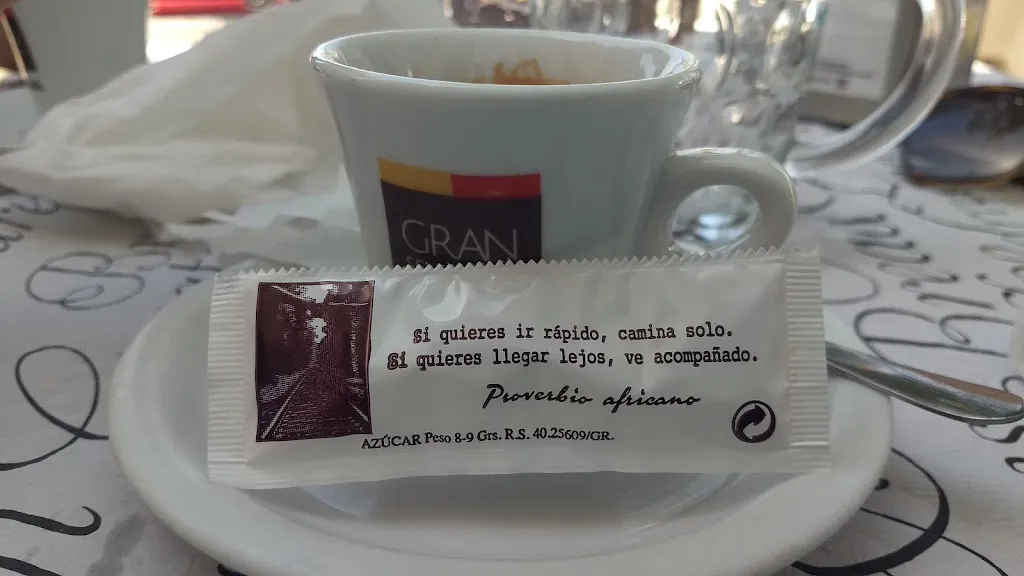 GRAN
Si quieres ir rápido, camina solo.
Si quieres llegar lejos, ve acompañado.
Proverbio africano
AZÚCAR Peso 8-9 Grs. R.S. 40.25609/GR.